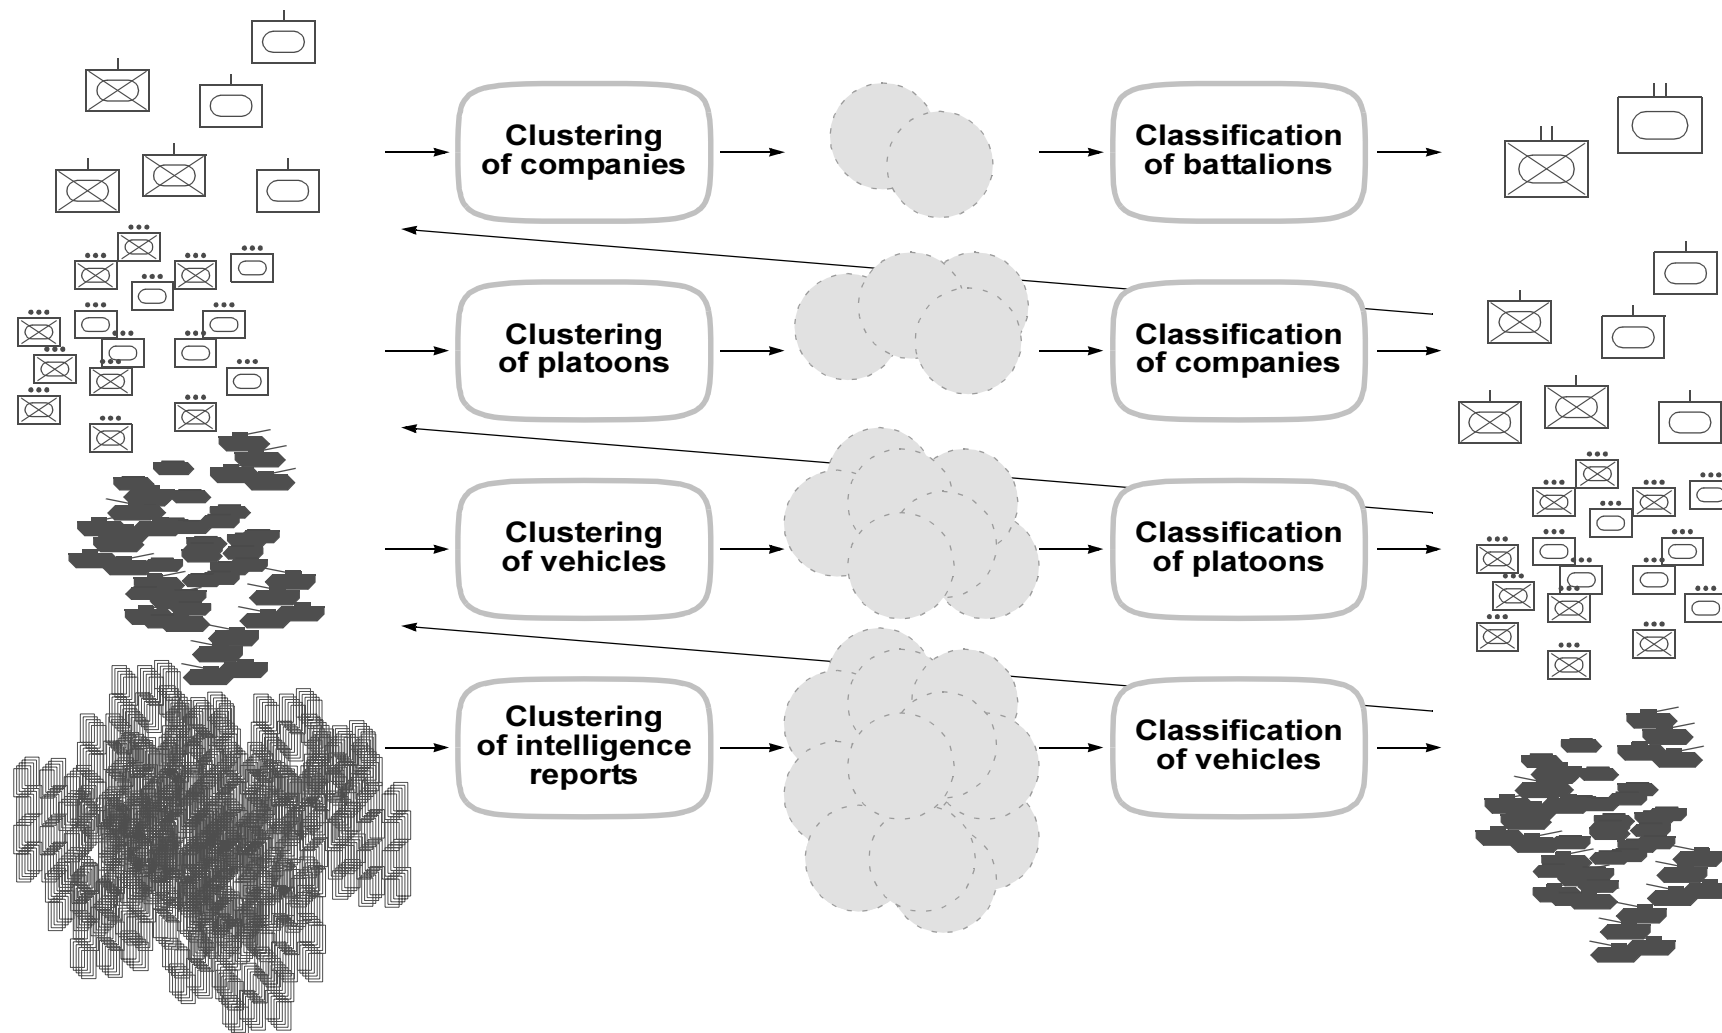 Clustering
of companies
Classification
of battalions
Clustering
of platoons
Classification
of companies
Clustering
of vehicles
Classification
of platoons
Clustering
of intelligence
reports
Classification
of vehicles